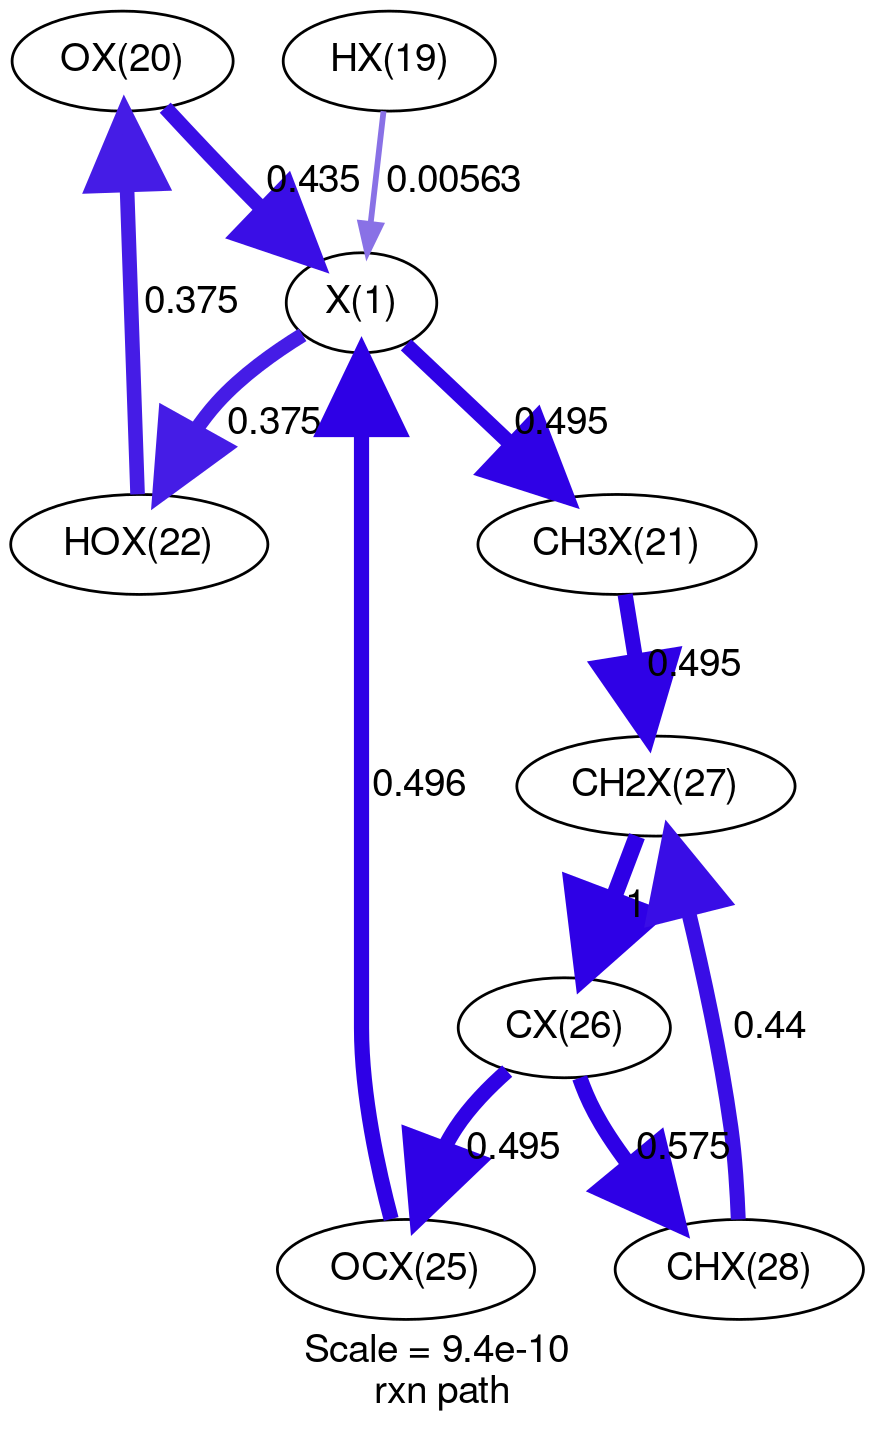 OX(20)
HX(19)
0.435
0.00563
0.375
X(1)
0.375
0.495
HOX(22)
CH3X(21)
0.495
0.496
CH2X(27)
1
CX(26)
0.44
0.495
0.575
OCX(25)
CHX(28)
Scale = 9.4e-10
rxn path